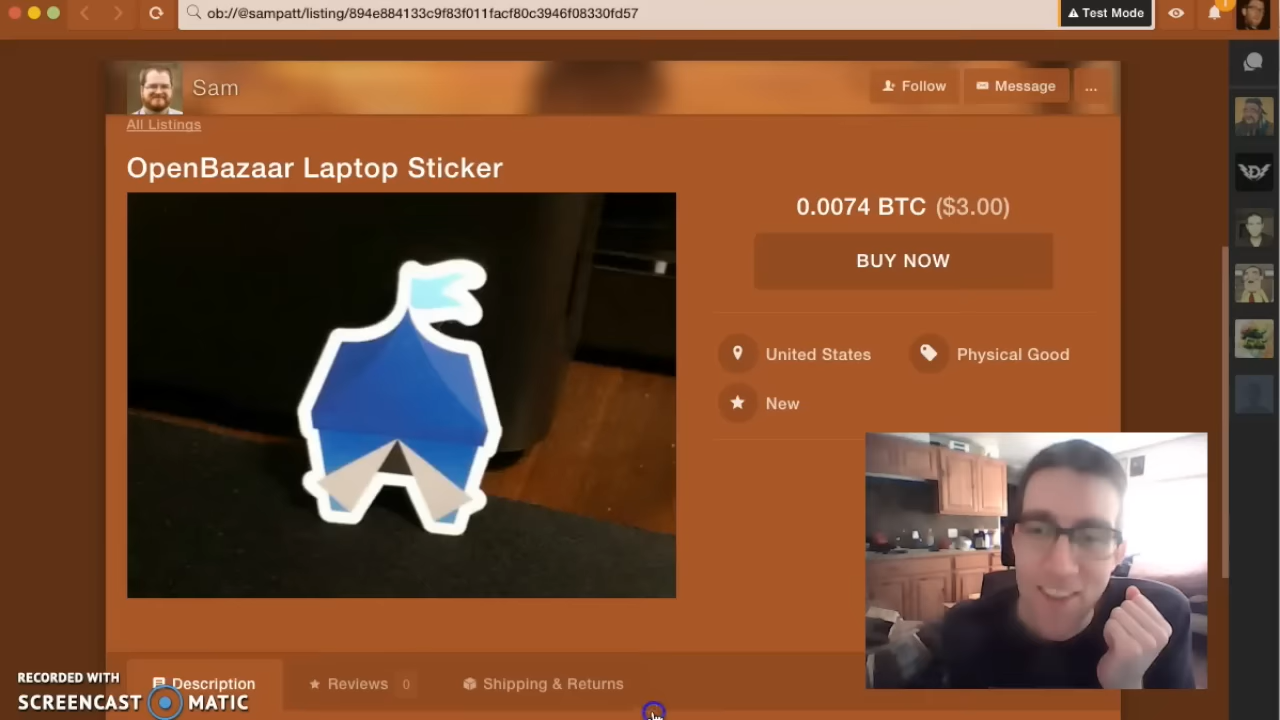 ob://@sampatt/listing/894e884133c9f83f011facf80c3946f08330fd57
Test Mode
Sam
Follow
Message
...
All Listings
OpenBazaar Laptop Sticker
0.0074 BTC ($3.00)
BUY NOW
United States
Physical Good
New
Description
Reviews 0
Shipping & Returns
RECORDED WITH
SCREENCAST MATIC